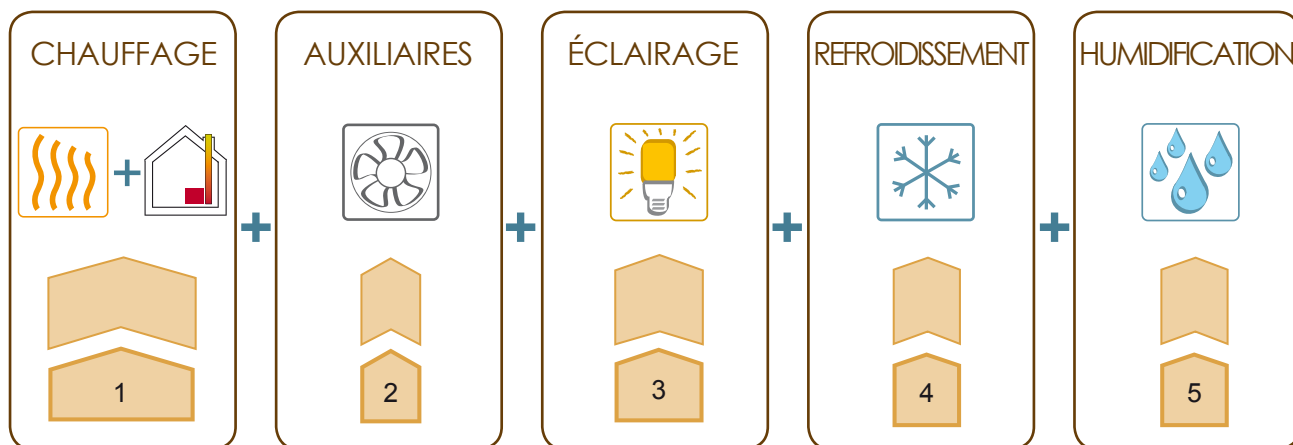 CHAUFFAGE
AUXILIAIRES
ÉCLAIRAGE
REFROIDISSEMENT
HUMIDIFICATION
+
+
+
+
+
1
2
3
4
5